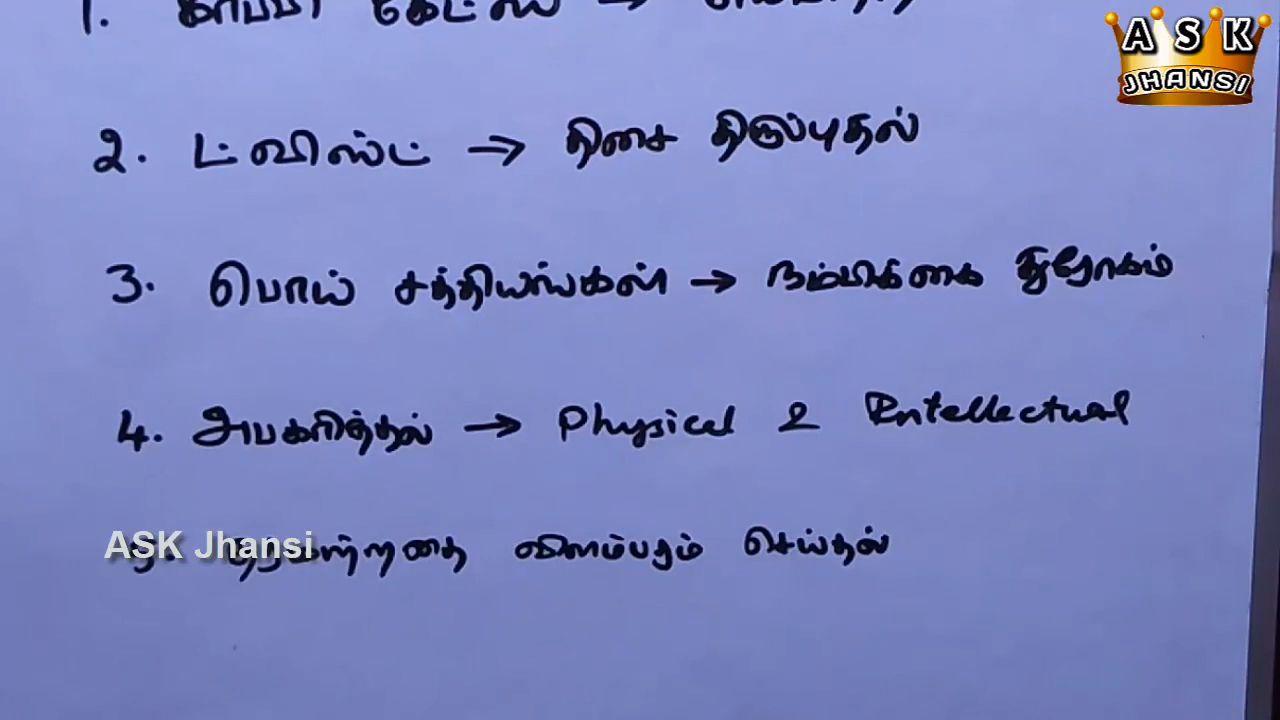 ASK
JHANSI
1. காப்பி கேட்ஸ் →
2. ட்விஸ்ட் → திசை திருப்புதல்
3. பொய் சத்தியங்கள் → நம்பிக்கை துரோகம்
4. அபகரித்தல் → Physical & Intellectual
விளம்பரம் செய்தல்
ASK Jhansi